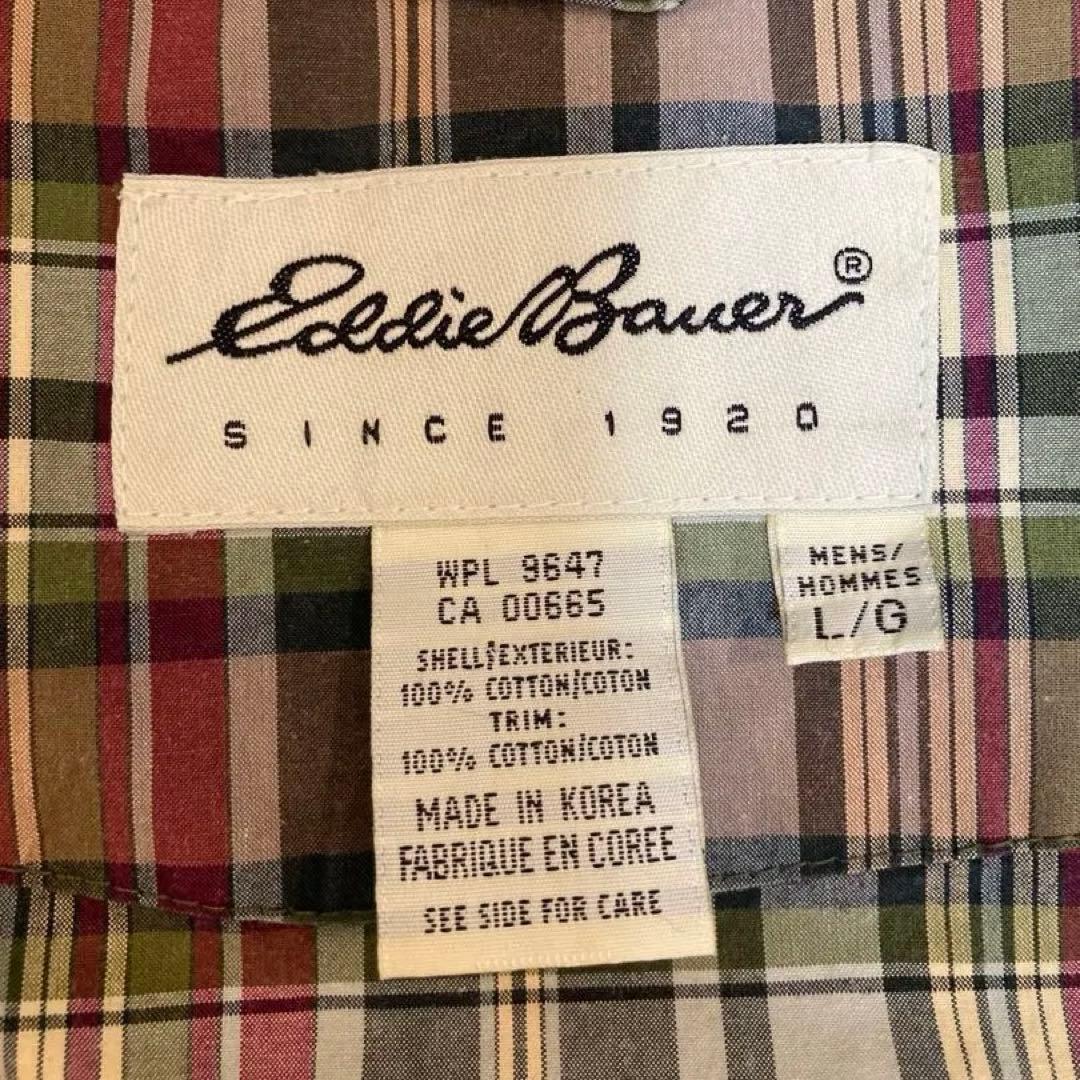 Eddie Bauer®
SINCE 1920
WPL 9647
CA 00665
SHELL/EXTERIEUR:
100% COTTON/COTON
TRIM:
100% COTTON/COTON
MADE IN KOREA
FABRIQUE EN COREE
SEE SIDE FOR CARE
MENS/
HOMMES
L/G